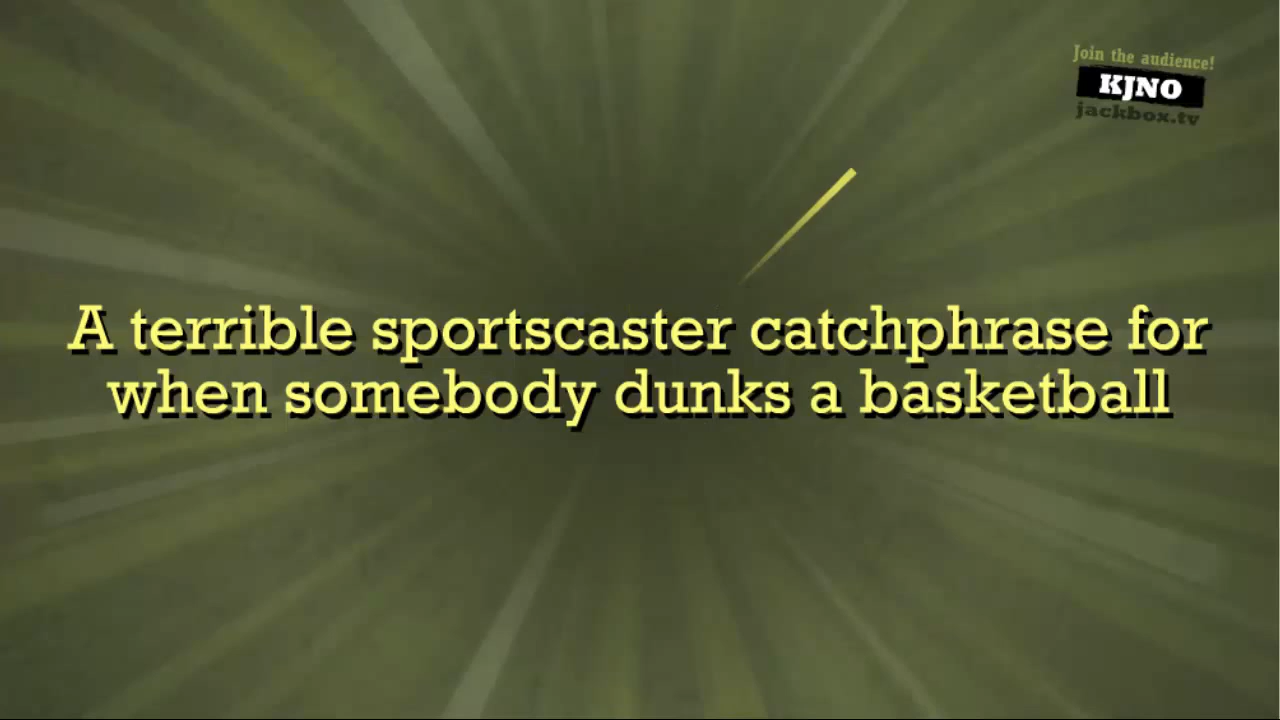 Join the audience!
KJNO
jackbox.tv
A terrible sportscaster catchphrase for
when somebody dunks a basketball